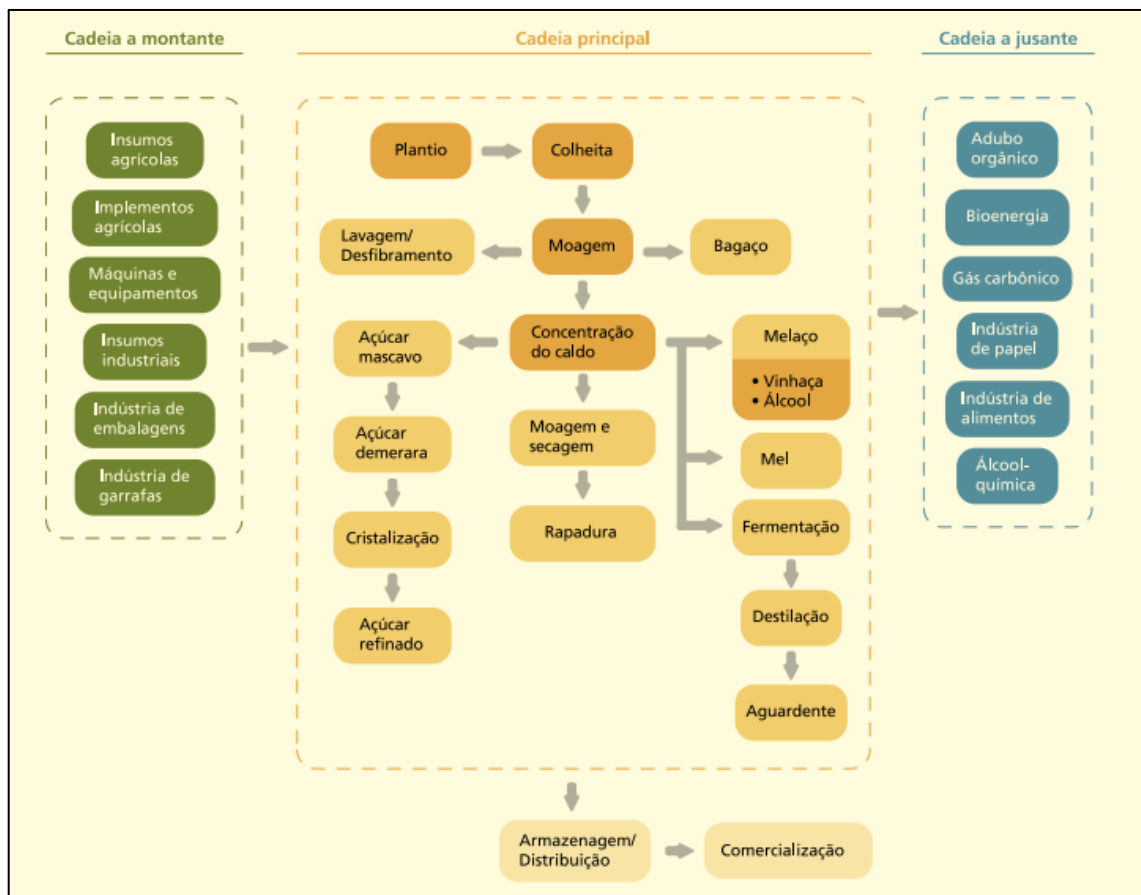 Cadeia a montante
Cadeia principal
Cadeia a jusante
Insumos
agrícolas
Implementos
agrícolas
Máquinas e
equipamentos
Insumos
industriais
Indústria de
embalagens
Indústria de
garrafas
Plantio
Colheita
Lavagem/
Desfibramento
Moagem
Bagaço
Açúcar
mascavo
Concentração
do caldo
Melaço
• Vinhaça
• Álcool
Açúcar
demerara
Moagem e
secagem
Mel
Cristalização
Rapadura
Fermentação
Açúcar
refinado
Destilação
Aguardente
Adubo
orgânico
Bioenergia
Gás carbônico
Indústria
de papel
Indústria de
alimentos
Álcool-
química
Armazenagem/
Distribuição
Comercialização